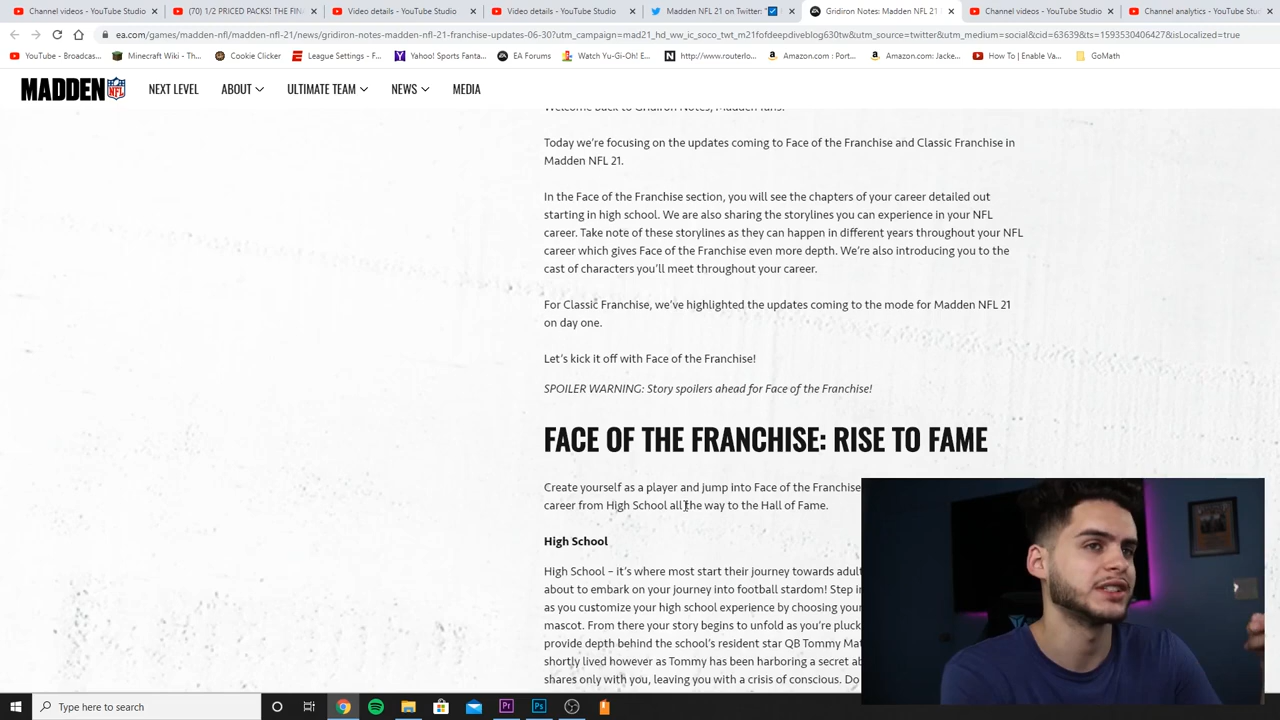 Channel videos - YouTube Studio
(70) 1/2 PRICED PACKS! THE FIN
Video details - YouTube Studio
Video details - YouTube Studio
Madden NFL 21 on Twitter: "
Gridiron Notes: Madden NFL 21
Channel videos - YouTube Studio
Channel analytics - YouTube Stu
ea.com/games/madden-nfl/madden-nfl-21/news/gridiron-notes-madden-nfl-21-franchise-updates-06-30?utm_campaign=mad21_hd_ww_ic_soco_twt_m21fofdeepdiveblog630tw&utm_source=twitter&utm_medium=social&cid=63639&ts=1593530406427&isLocalized=true
YouTube - Broadcas...
Minecraft Wiki - Th...
Cookie Clicker
League Settings - F...
Yahoo! Sports Fanta...
EA Forums
Watch Yu-Gi-Oh! E...
http://www.routerlo...
Amazon.com : Port...
Amazon.com: Jacke...
How To | Enable Va...
GoMath
MADDEN NFL
NEXT LEVEL
ABOUT
ULTIMATE TEAM
NEWS
MEDIA
Welcome back to Gridiron Notes, Madden fans!
Today we're focusing on the updates coming to Face of the Franchise and Classic Franchise in
Madden NFL 21.
In the Face of the Franchise section, you will see the chapters of your career detailed out
starting in high school. We are also sharing the storylines you can experience in your NFL
career. Take note of these storylines as they can happen in different years throughout your NFL
career which gives Face of the Franchise even more depth. We're also introducing you to the
cast of characters you'll meet throughout your career.
For Classic Franchise, we've highlighted the updates coming to the mode for Madden NFL 21
on day one.
Let's kick it off with Face of the Franchise!
SPOILER WARNING: Story spoilers ahead for Face of the Franchise!
FACE OF THE FRANCHISE: RISE TO FAME
Create yourself as a player and jump into Face of the Franchise
career from High School all the way to the Hall of Fame.
High School
High School – it's where most start their journey towards adult
about to embark on your journey into football stardom! Step in
as you customize your high school experience by choosing your
mascot. From there your story begins to unfold as you're pluck
provide depth behind the school's resident star QB Tommy Mat
shortly lived however as Tommy has been harboring a secret ab
shares only with you, leaving you with a crisis of conscious. Do
Type here to search